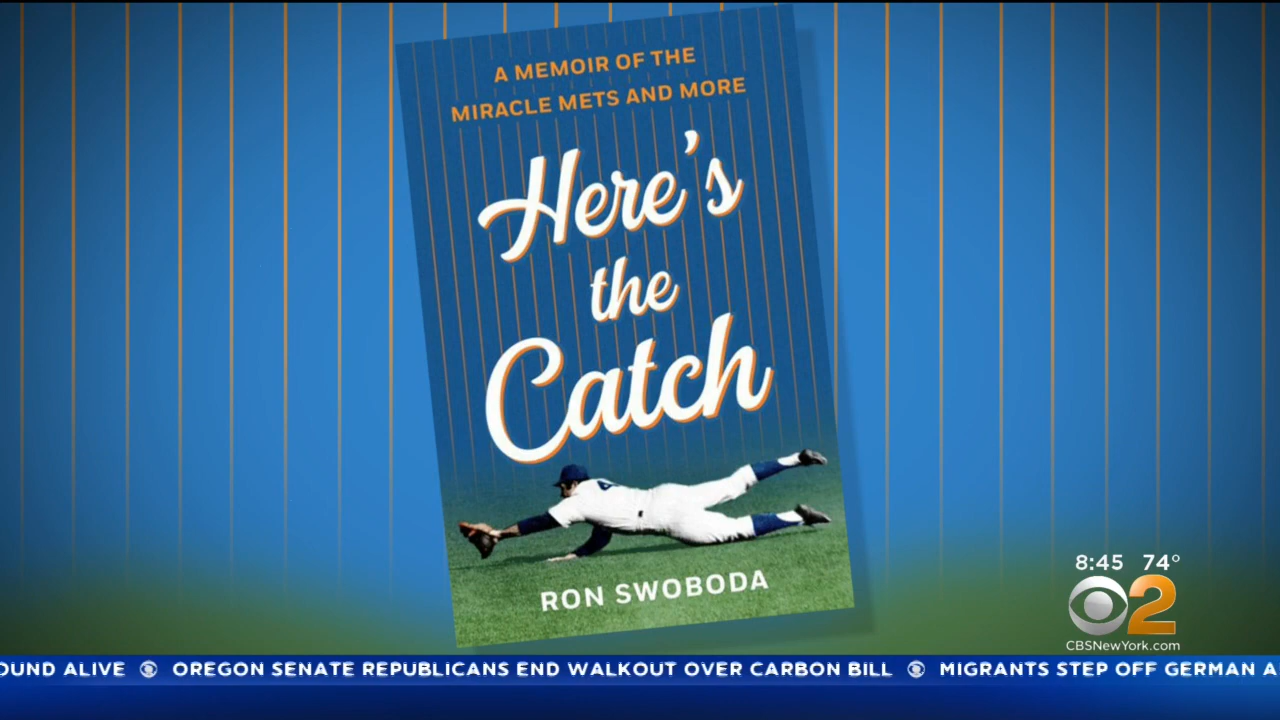 A MEMOIR OF THE
MIRACLE METS AND MORE
Here's
the
Catch
RON SWOBODA
8:45 74°
2
CBSNewYork.com
OUND ALIVE OREGON SENATE REPUBLICANS END WALKOUT OVER CARBON BILL MIGRANTS STEP OFF GERMAN A